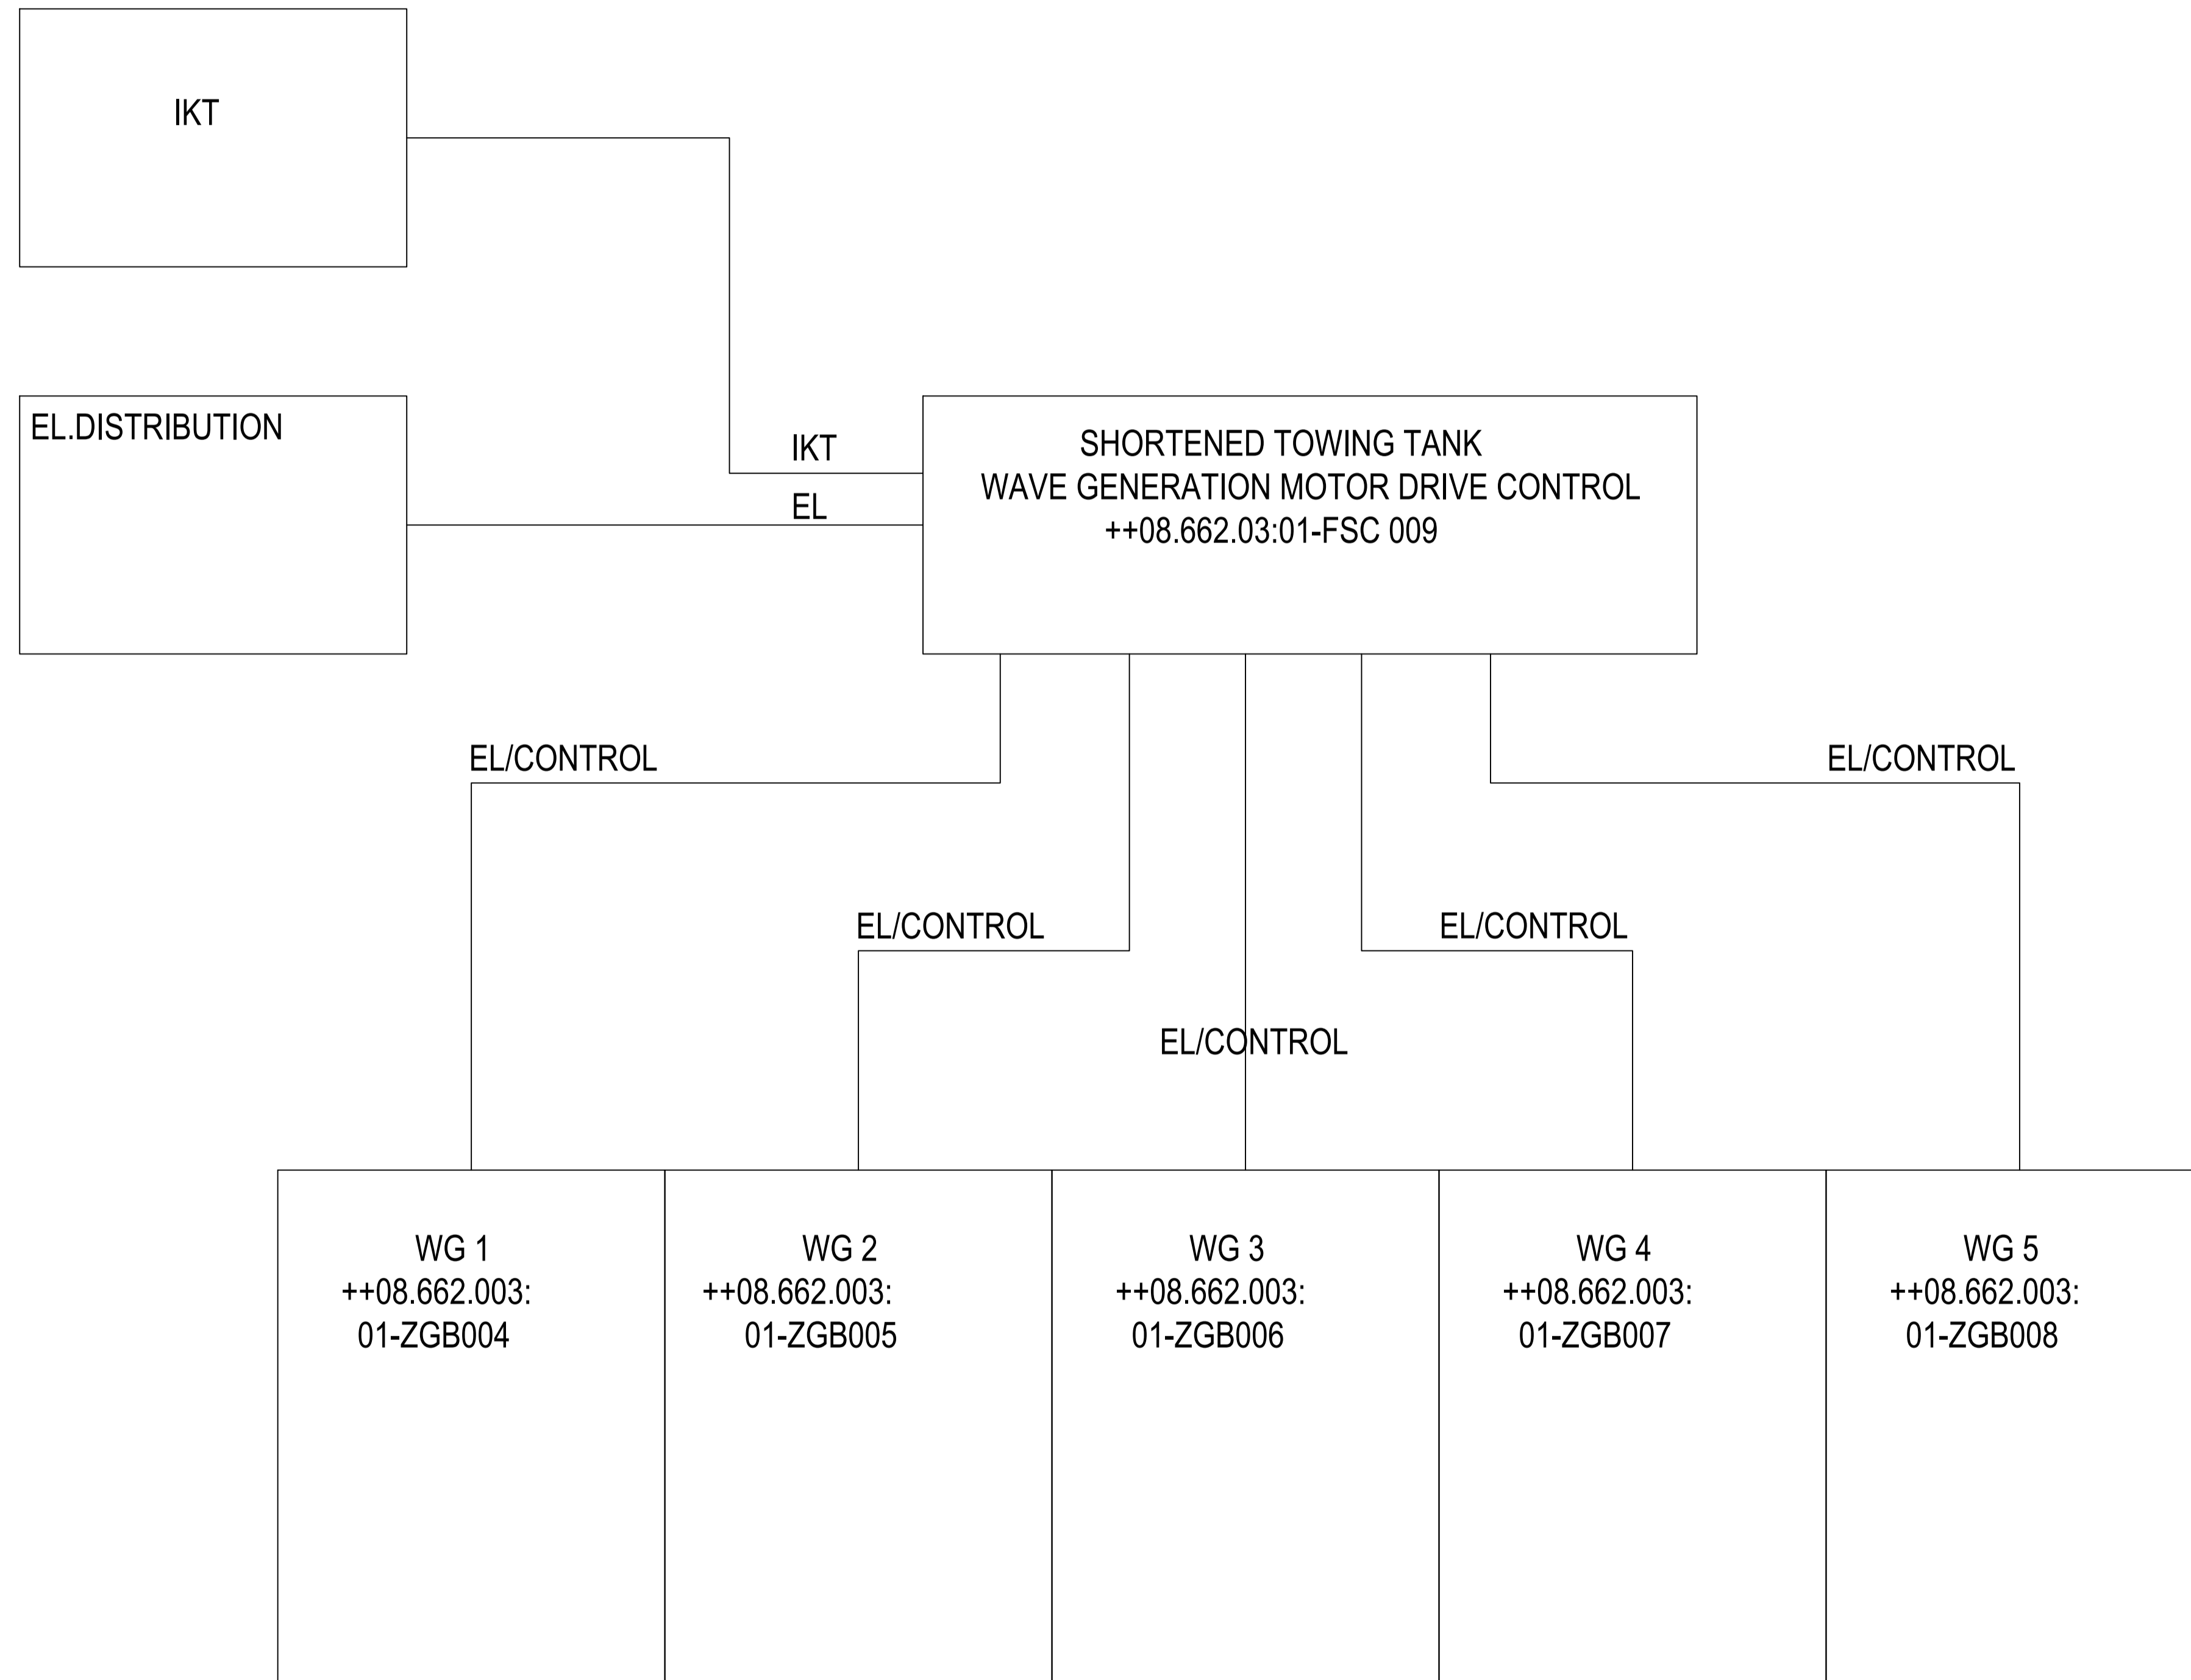 IKT
EL.DISTRIBUTION
IKT
EL
SHORTENED TOWING TANK
WAVE GENERATION MOTOR DRIVE CONTROL
++08.662.03:01-FSC 009
EL/CONTROL
EL/CONTROL
EL/CONTROL
EL/CONTROL
EL/CONTROL
WG 1
++08.662.003:
01-ZGB004
WG 2
++08.662.003:
01-ZGB005
WG 3
++08.662.003:
01-ZGB006
WG 4
++08.662.003:
01-ZGB007
WG 5
++08.662.003:
01-ZGB008